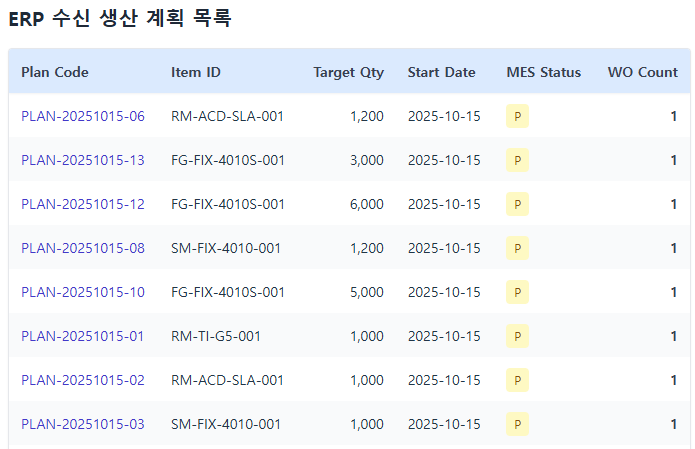 ERP 수신 생산 계획 목록
Plan Code Item ID Target Qty Start Date MES Status WO Count
PLAN-20251015-06 RM-ACD-SLA-001 1,200 2025-10-15 P 1
PLAN-20251015-13 FG-FIX-4010S-001 3,000 2025-10-15 P 1
PLAN-20251015-12 FG-FIX-4010S-001 6,000 2025-10-15 P 1
PLAN-20251015-08 SM-FIX-4010-001 1,200 2025-10-15 P 1
PLAN-20251015-10 FG-FIX-4010S-001 5,000 2025-10-15 P 1
PLAN-20251015-01 RM-TI-G5-001 1,000 2025-10-15 P 1
PLAN-20251015-02 RM-ACD-SLA-001 1,000 2025-10-15 P 1
PLAN-20251015-03 SM-FIX-4010-001 1,000 2025-10-15 P 1